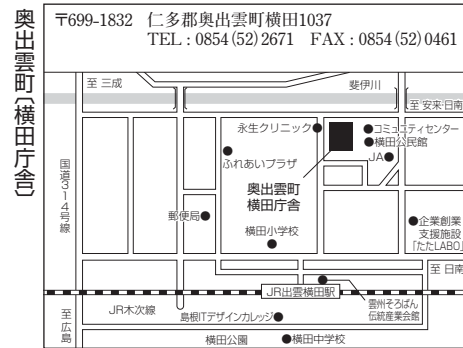 奥出雲町〔横田庁舎〕
〒699-1832 仁多郡奥出雲町横田1037
TEL：0854(52)2671 FAX：0854(52)0461
至 三成
斐伊川
至 安来・日南
永生クリニック
コミュニティセンター
横田公民館
JA
ふれあいプラザ
奥出雲町
横田庁舎
国道314号線
郵便局
横田小学校
企業創業
支援施設
「たたLABO」
至 日南
JR出雲横田駅
雲州そろばん
伝統産業会館
JR木次線
島根ITデザインカレッジ
至広島
横田公園
横田中学校